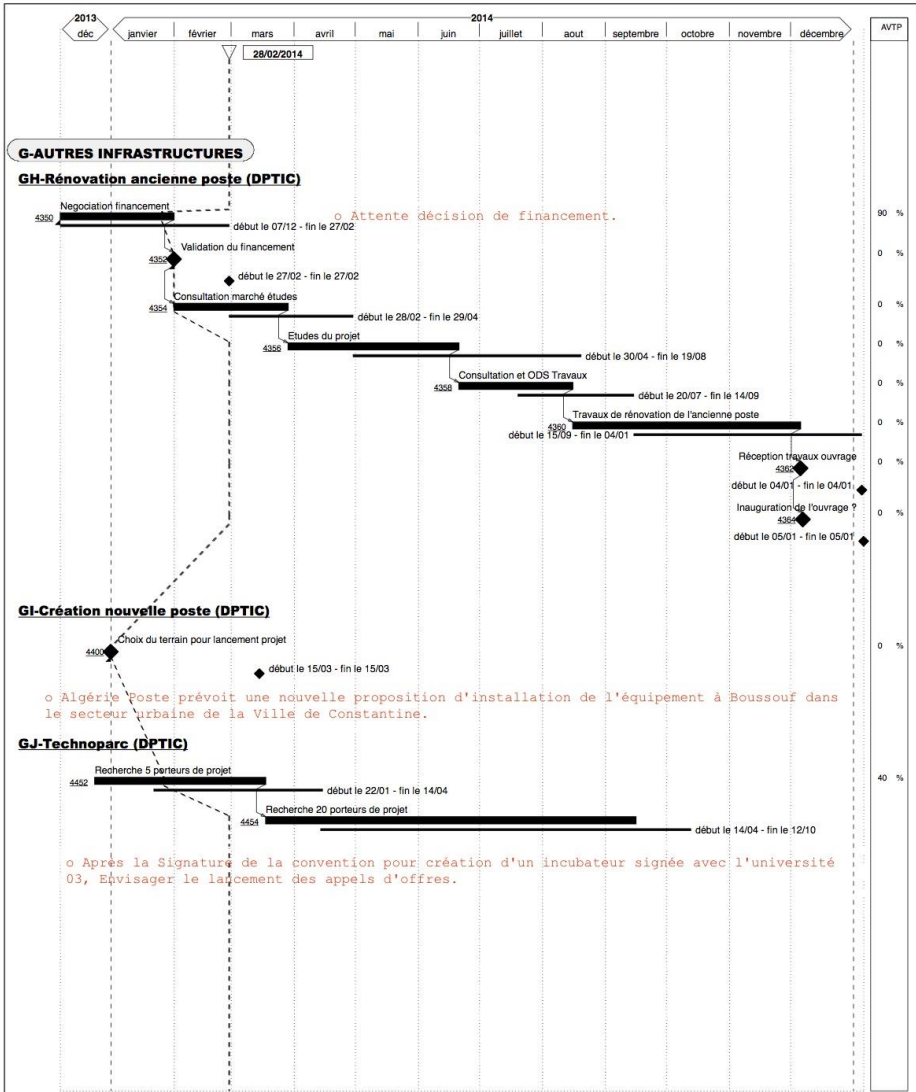 2013
2014
AVTP
déc janvier février mars avril mai juin juillet aout septembre octobre novembre décembre
28/02/2014
G-AUTRES INFRASTRUCTURES
GH-Rénovation ancienne poste (DPTIC)
Negociation financement
4350
o Attente décision de financement.
90 %
début le 07/12 - fin le 27/02
Validation du financement
4352
0 %
début le 27/02 - fin le 27/02
Consultation marché études
4354
0 %
début le 28/02 - fin le 29/04
Etudes du projet
4356
0 %
début le 30/04 - fin le 19/08
Consultation et ODS Travaux
4358
0 %
début le 20/07 - fin le 14/09
Travaux de rénovation de l'ancienne poste
4360
0 %
début le 15/09 - fin le 04/01
Réception travaux ouvrage
4362
0 %
début le 04/01 - fin le 04/01
Inauguration de l'ouvrage ?
4364
0 %
début le 05/01 - fin le 05/01
GI-Création nouvelle poste (DPTIC)
Choix du terrain pour lancement projet
4400
0 %
début le 15/03 - fin le 15/03
o Algérie Poste prévoit une nouvelle proposition d'installation de l'équipement à Boussouf dans
le secteur urbaine de la Ville de Constantine.
GJ-Technoparc (DPTIC)
Recherche 5 porteurs de projet
4452
40 %
début le 22/01 - fin le 14/04
Recherche 20 porteurs de projet
4454
début le 14/04 - fin le 12/10
o Après la Signature de la convention pour création d'un incubateur signée avec l'université
03, Envisager le lancement des appels d'offres.